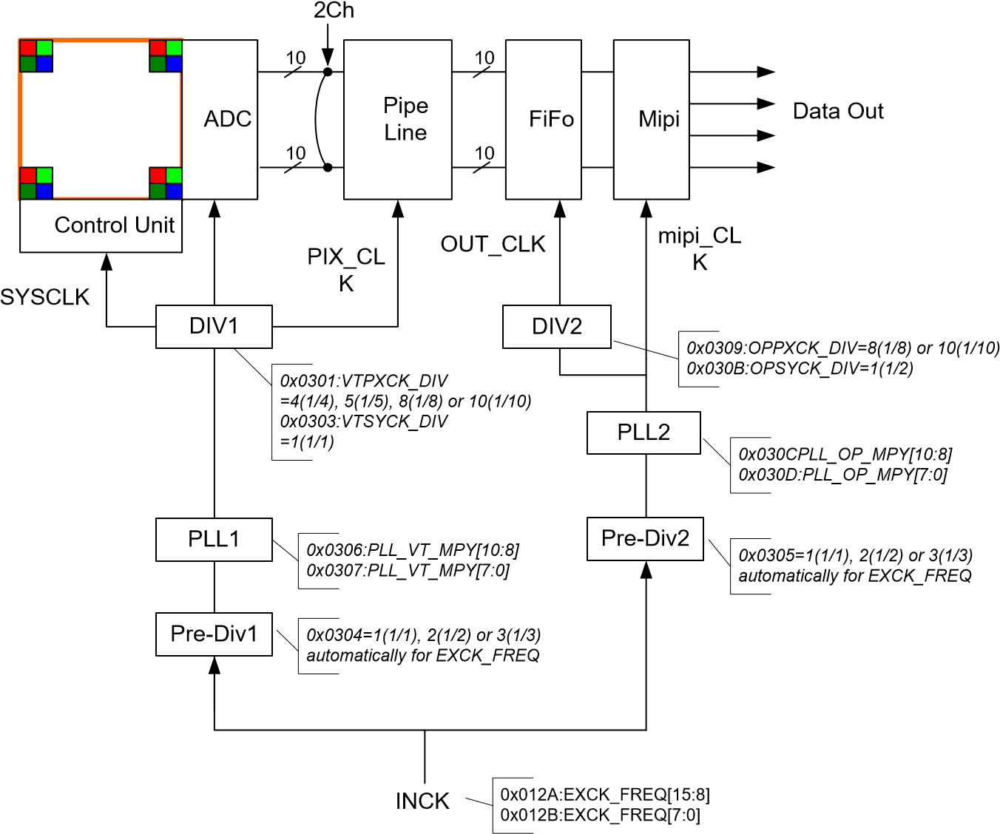 2Ch
10
10
ADC
Pipe
Line
FiFo
Mipi
Data Out
10
10
Control Unit
SYSCLK
PIX_CL
K
OUT_CLK
mipi_CL
K
DIV1
DIV2
0x0309:OPPXCK_DIV=8(1/8) or 10(1/10)
0x030B:OPSYCK_DIV=1(1/2)
0x0301:VTPXCK_DIV
=4(1/4), 5(1/5), 8(1/8) or 10(1/10)
0x0303:VTSYCK_DIV
=1(1/1)
PLL2
0x030CPLL_OP_MPY[10:8]
0x030D:PLL_OP_MPY[7:0]
PLL1
0x0306:PLL_VT_MPY[10:8]
0x0307:PLL_VT_MPY[7:0]
Pre-Div2
0x0305=1(1/1), 2(1/2) or 3(1/3)
automatically for EXCK_FREQ
Pre-Div1
0x0304=1(1/1), 2(1/2) or 3(1/3)
automatically for EXCK_FREQ
INCK
0x012A:EXCK_FREQ[15:8]
0x012B:EXCK_FREQ[7:0]